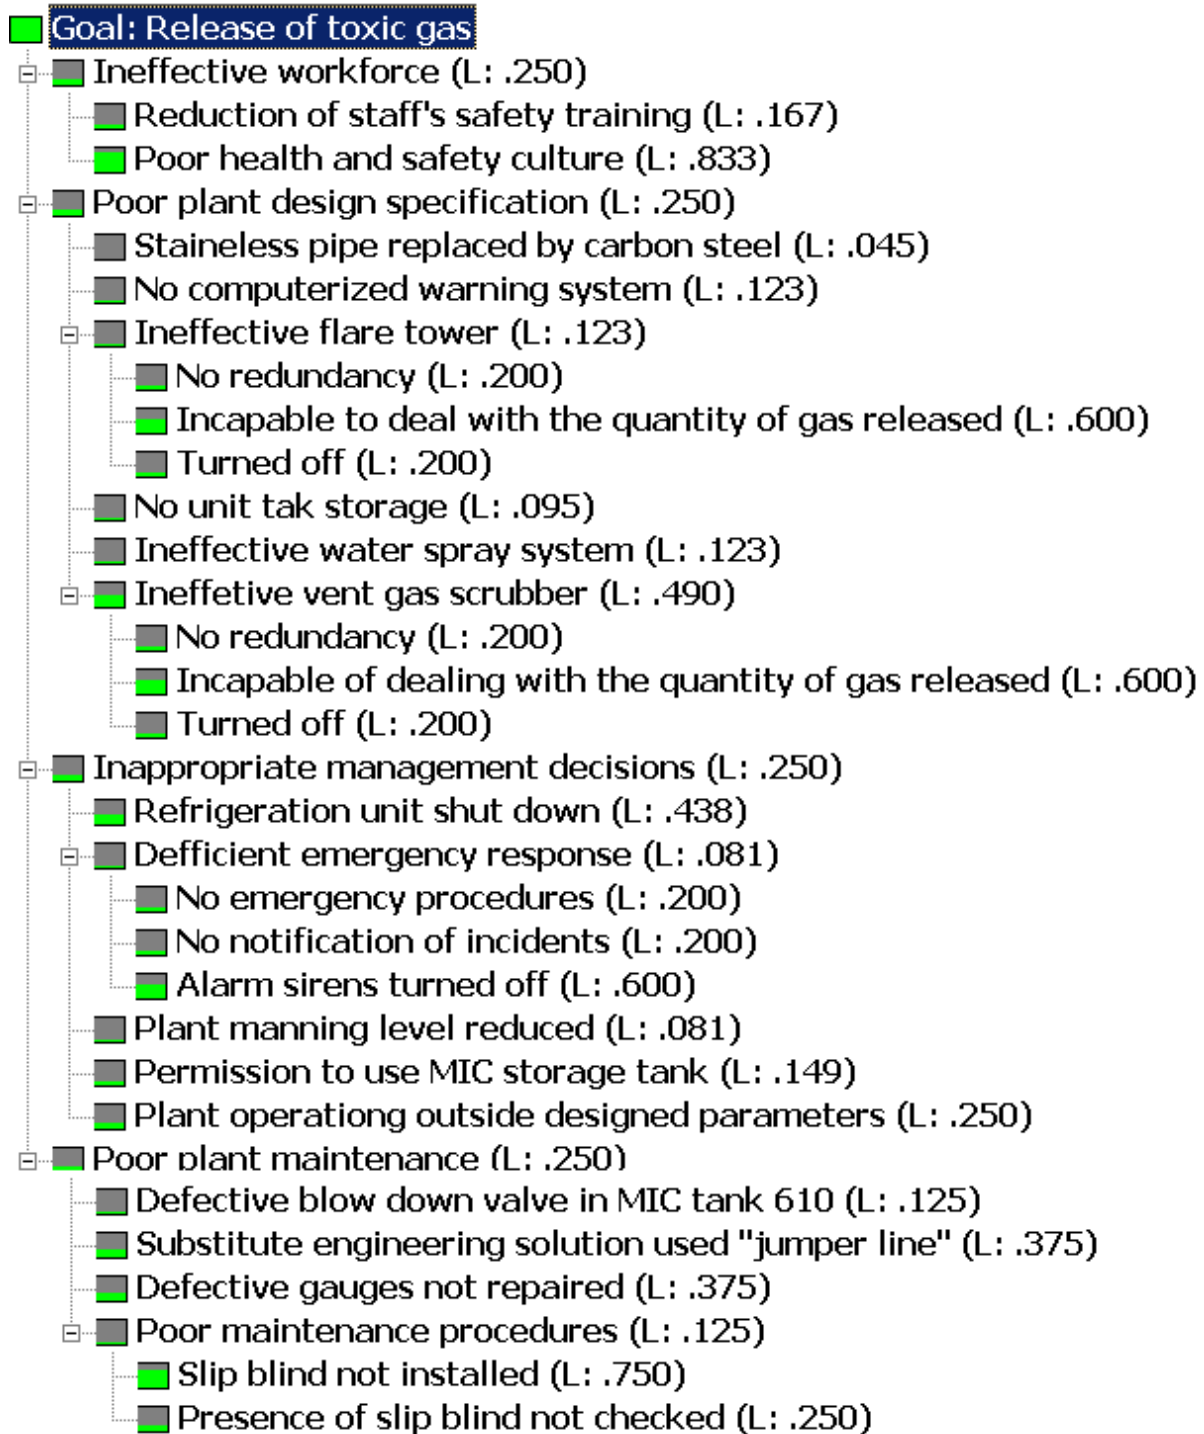 Goal: Release of toxic gas
Ineffective workforce (L: .250)
Reduction of staff's safety training (L: .167)
Poor health and safety culture (L: .833)
Poor plant design specification (L: .250)
Staineless pipe replaced by carbon steel (L: .045)
No computerized warning system (L: .123)
Ineffective flare tower (L: .123)
No redundancy (L: .200)
Incapable to deal with the quantity of gas released (L: .600)
Turned off (L: .200)
No unit tak storage (L: .095)
Ineffective water spray system (L: .123)
Ineffetive vent gas scrubber (L: .490)
No redundancy (L: .200)
Incapable of dealing with the quantity of gas released (L: .600)
Turned off (L: .200)
Inappropriate management decisions (L: .250)
Refrigeration unit shut down (L: .438)
Defficient emergency response (L: .081)
No emergency procedures (L: .200)
No notification of incidents (L: .200)
Alarm sirens turned off (L: .600)
Plant manning level reduced (L: .081)
Permission to use MIC storage tank (L: .149)
Plant operationg outside designed parameters (L: .250)
Poor plant maintenance (L: .250)
Defective blow down valve in MIC tank 610 (L: .125)
Substitute engineering solution used "jumper line" (L: .375)
Defective gauges not repaired (L: .375)
Poor maintenance procedures (L: .125)
Slip blind not installed (L: .750)
Presence of slip blind not checked (L: .250)